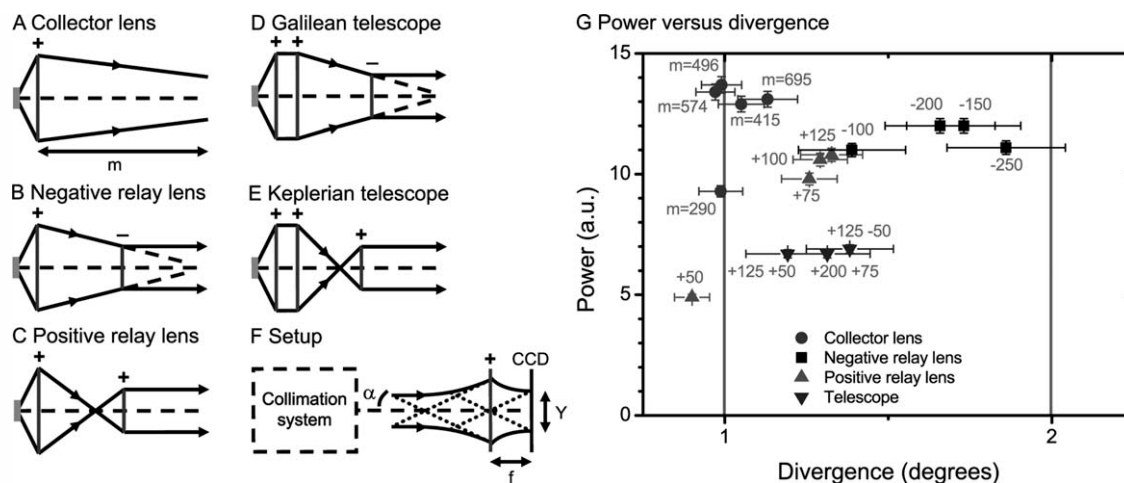 A Collector lens
+
m
B Negative relay lens
+
−
C Positive relay lens
+
+
D Galilean telescope
+ +
−
E Keplerian telescope
+ +
+
F Setup
Collimation
system
α
+
CCD
Y
f
G Power versus divergence
Power (a.u.)
15
10
5
0
m=496
m=695
m=574
m=415
-200
-150
+125
-100
+100
-250
+75
m=290
+125 -50
+125 +50
+200 +75
+50
Collector lens
Negative relay lens
Positive relay lens
Telescope
1
2
Divergence (degrees)